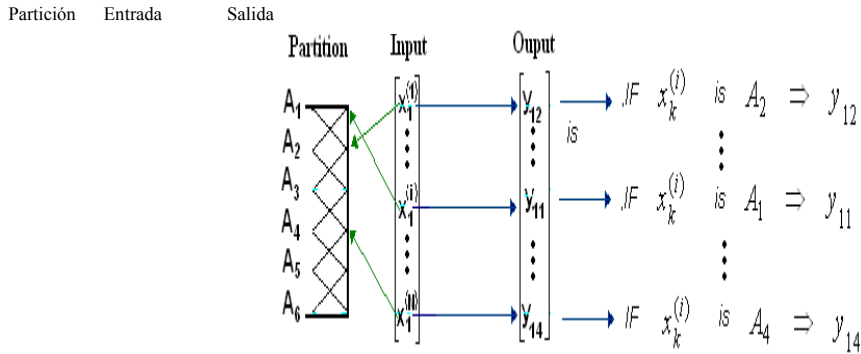 Partición Entrada Salida
Partition Input Ouput
A₁ x₁⁽¹⁾ y₁₂ IF xₖ⁽ⁱ⁾ is A₂ ⇒ y₁₂
A₂
is
A₃
x₁⁽ⁱ⁾ y₁₁ IF xₖ⁽ⁱ⁾ is A₁ ⇒ y₁₁
A₄
A₅
A₆ y₁₄ IF xₖ⁽ⁱ⁾ is A₄ ⇒ y₁₄